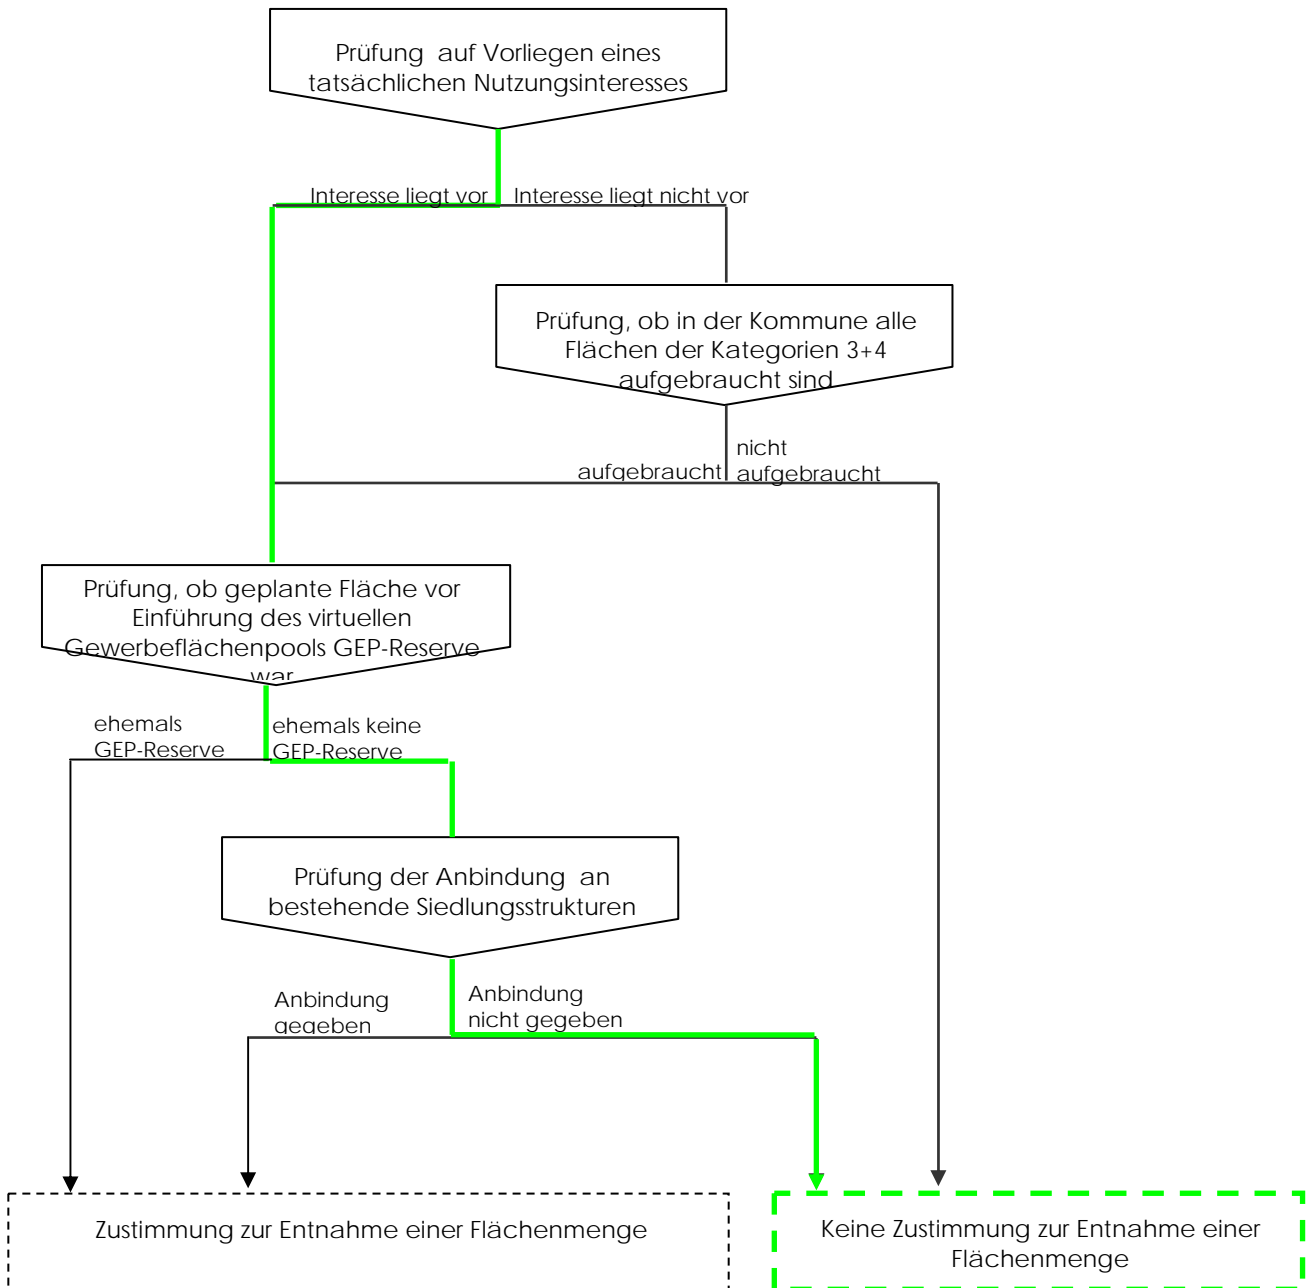 Prüfung auf Vorliegen eines
tatsächlichen Nutzungsinteresses
Interesse liegt vor
Interesse liegt nicht vor
Prüfung, ob in der Kommune alle
Flächen der Kategorien 3+4
aufgebraucht sind
aufgebraucht
nicht
aufgebraucht
Prüfung, ob geplante Fläche vor
Einführung des virtuellen
Gewerbeflächenpools GEP-Reserve
war
ehemals
GEP-Reserve
ehemals keine
GEP-Reserve
Prüfung der Anbindung an
bestehende Siedlungsstrukturen
Anbindung
gegeben
Anbindung
nicht gegeben
Zustimmung zur Entnahme einer Flächenmenge
Keine Zustimmung zur Entnahme einer
Flächenmenge